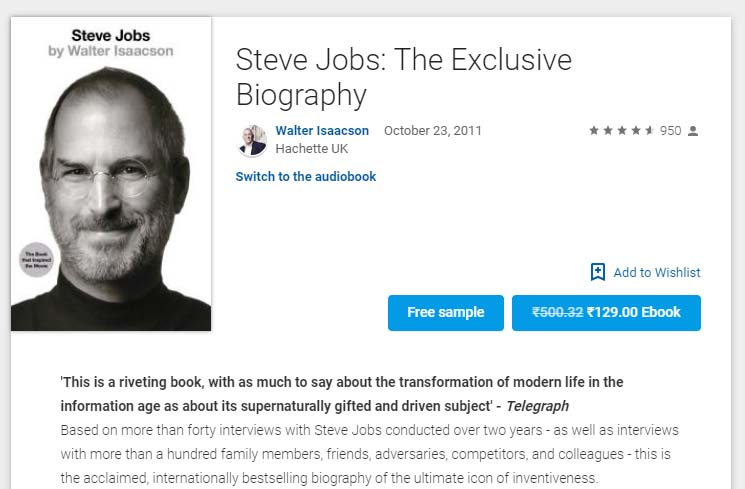 Steve Jobs
by Walter Isaacson
The Book
that Inspired
the Movie
Steve Jobs: The Exclusive
Biography
Walter Isaacson October 23, 2011
950
Hachette UK
Switch to the audiobook
Add to Wishlist
Free sample
₹500.32 ₹129.00 Ebook
'This is a riveting book, with as much to say about the transformation of modern life in the
information age as about its supernaturally gifted and driven subject' - Telegraph
Based on more than forty interviews with Steve Jobs conducted over two years - as well as interviews
with more than a hundred family members, friends, adversaries, competitors, and colleagues - this is
the acclaimed, internationally bestselling biography of the ultimate icon of inventiveness.